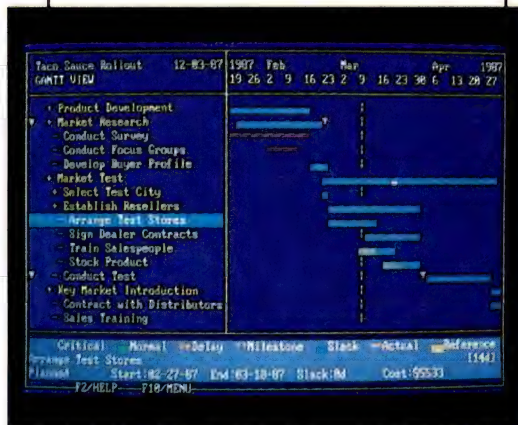 Taco Sauce Rollout 12-03-87 1987 Feb Mar Apr 1987
GANTT VIEW 19 26 2 9 16 23 2 9 16 23 30 6 13 20 27
+ Product Development
+ Market Research
- Conduct Survey
- Conduct Focus Groups
- Develop Buyer Profile
+ Market Test
+ Select Test City
+ Establish Resellers
- Arrange Test Stores
- Sign Dealer Contracts
- Train Salespeople
- Stock Product
- Conduct Test
+ Key Market Introduction
- Contract with Distributors
- Sales Training
Critical Normal Delay Milestone Slack Actual Reference
Arrange Test Stores [144]
Planned Start:02-27-87 End:03-18-87 Slack:0d Cost:$5533
F2/HELP F10/MENU